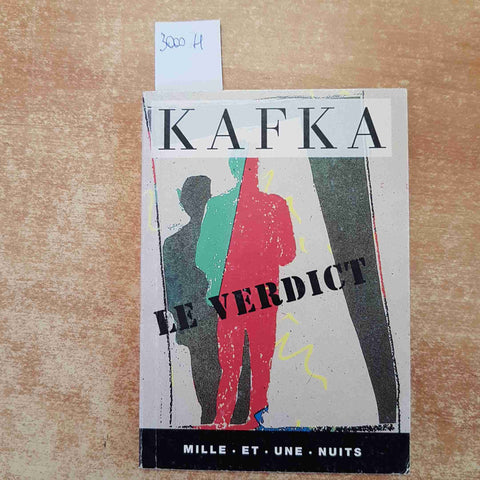 3000 H
KAFKA
LE VERDICT
MILLE . ET . UNE . NUITS